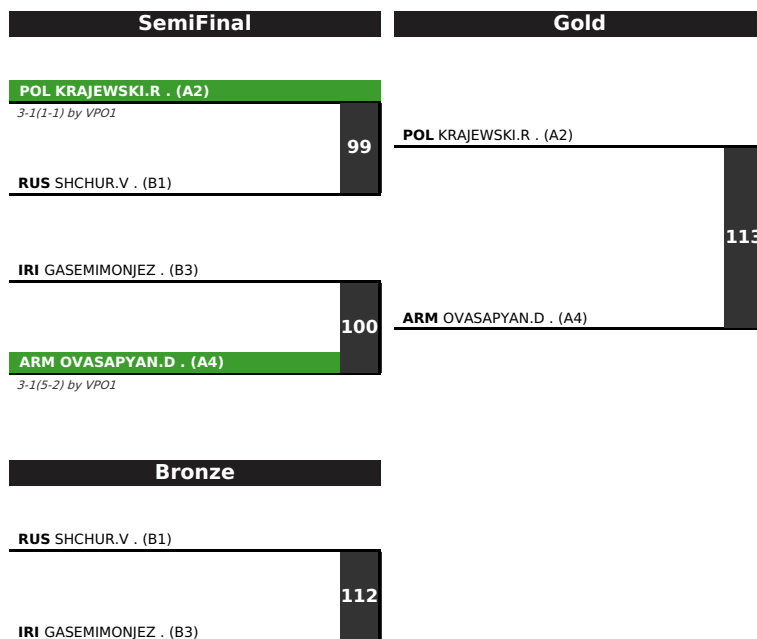 SemiFinal
Gold
POL KRAJEWSKI.R . (A2)
3-1(1-1) by VPO1
99
RUS SHCHUR.V . (B1)
IRI GASEMIMONJEZ . (B3)
100
ARM OVASAPYAN.D . (A4)
3-1(5-2) by VPO1
POL KRAJEWSKI.R . (A2)
113
ARM OVASAPYAN.D . (A4)
Bronze
RUS SHCHUR.V . (B1)
112
IRI GASEMIMONJEZ . (B3)